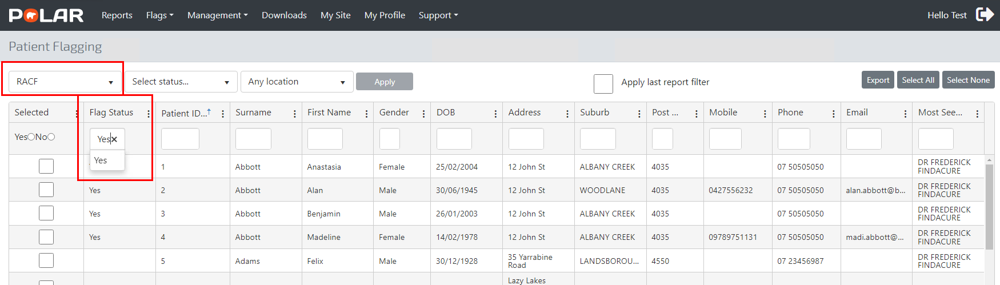 POLAR Reports Flags Management Downloads My Site My Profile Support Hello Test
Patient Flagging
RACF Select status... Any location Apply Apply last report filter Export Select All Select None
Selected Flag Status Patient ID... Surname First Name Gender DOB Address Suburb Post ... Mobile Phone Email Most See...
Yes No Yes
Yes
1 Abbott Anastasia Female 25/02/2004 12 John St ALBANY CREEK 4035 07 50505050 DR FREDERICK
FINDACURE
Yes 2 Abbott Alan Male 30/06/1945 12 John St WOODLANE 4035 0427556232 07 50505050 alan.abbott@b... DR FREDERICK
FINDACURE
Yes 3 Abbott Benjamin Male 26/01/2003 12 John St ALBANY CREEK 4035 07 50505050 DR FREDERICK
FINDACURE
Yes 4 Abbott Madeline Female 14/02/1978 12 John St ALBANY CREEK 4035 09789751131 07 50505050 madi.abbott@... DR FREDERICK
FINDACURE
5 Adams Felix Male 30/12/1928 35 Yarrabine LANDSBOROU... 4550 07 23456987 DR FREDERICK
Road FINDACURE
Lazy Lakes